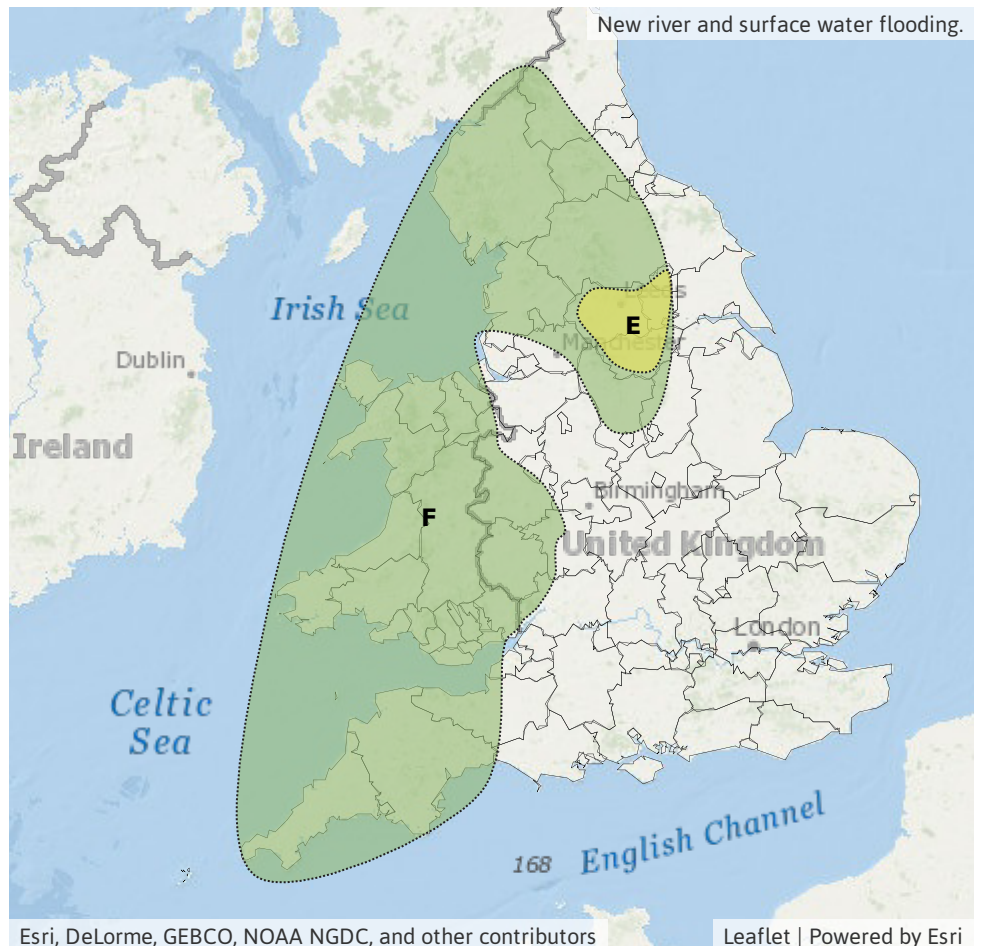 New river and surface water flooding.
Leeds
Irish Sea
E
Manchester
Dublin
Ireland
Birmingham
F
United Kingdom
London
Celtic
Sea
168 English Channel
Esri, DeLorme, GEBCO, NOAA NGDC, and other contributors
Leaflet | Powered by Esri